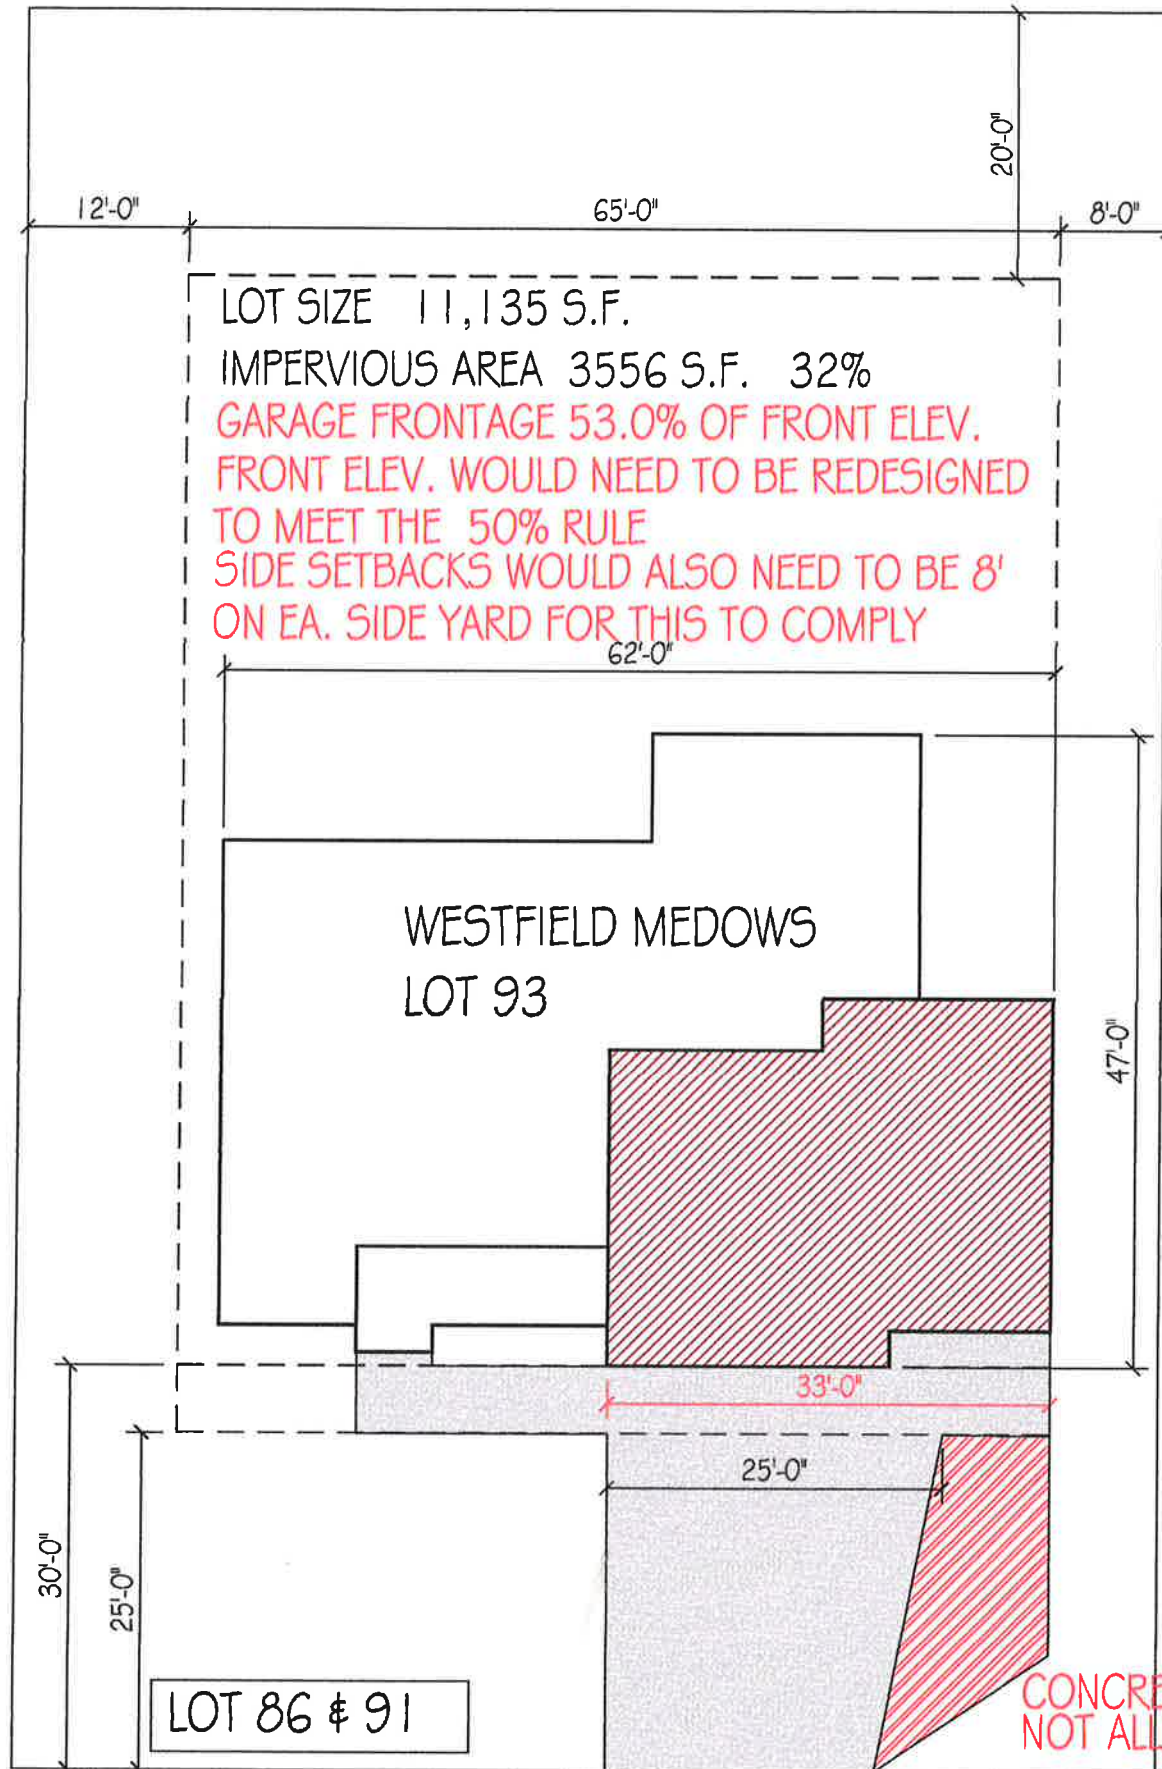 20'-0"
12'-0" 65'-0" 8'-0"
LOT SIZE 11,135 S.F.
IMPERVIOUS AREA 3556 S.F. 32%
GARAGE FRONTAGE 53.0% OF FRONT ELEV.
FRONT ELEV. WOULD NEED TO BE REDESIGNED
TO MEET THE 50% RULE
SIDE SETBACKS WOULD ALSO NEED TO BE 8'
ON EA. SIDE YARD FOR THIS TO COMPLY
62'-0"
WESTFIELD MEDOWS
LOT 93
47'-0"
33'-0"
25'-0"
30'-0"
25'-0"
LOT 86 & 91
CONCRE
NOT ALL